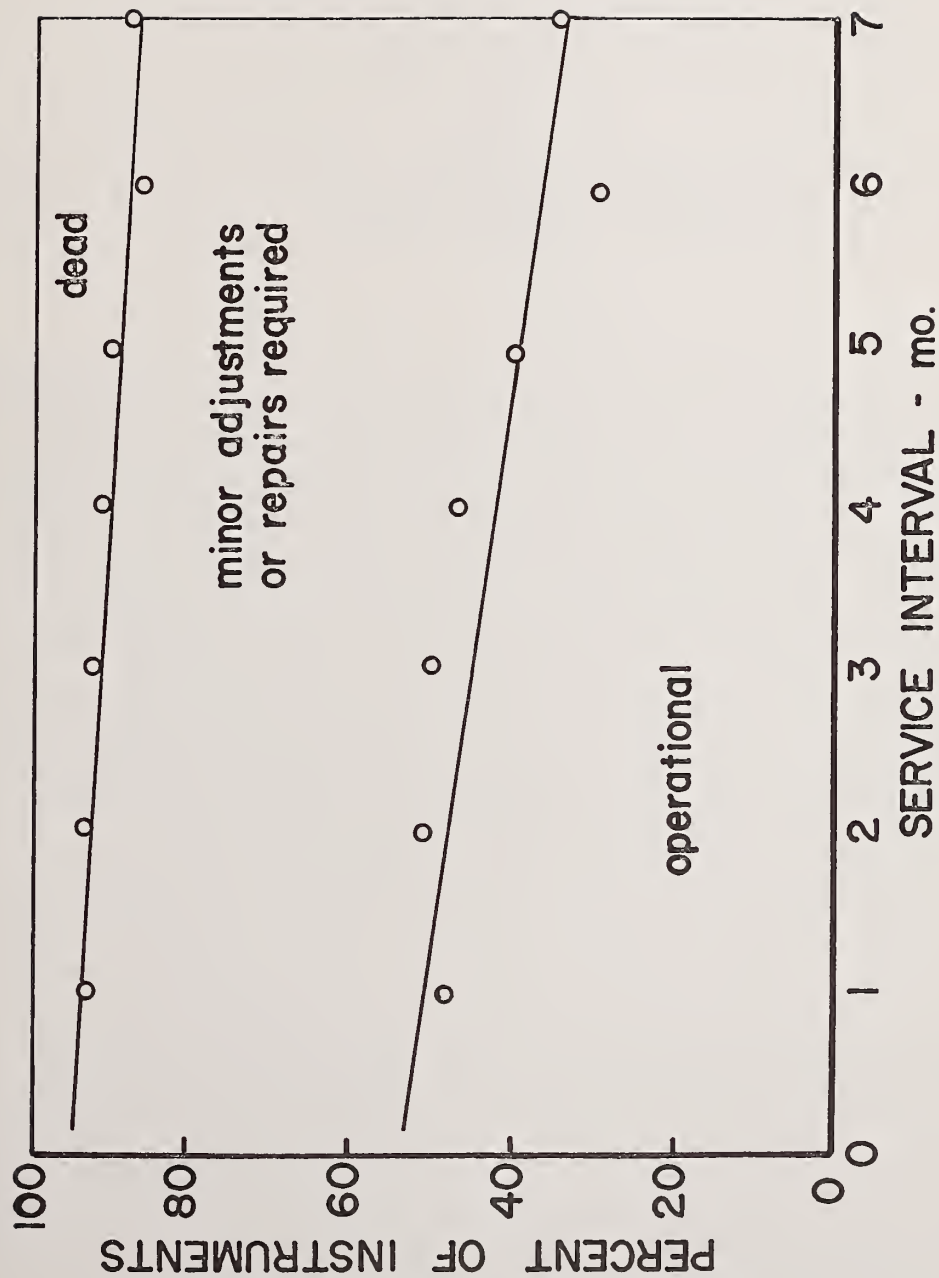 PERCENT OF INSTRUMENTS
100
80
60
40
20
0
dead
minor adjustments
or repairs required
operational
0 1 2 3 4 5 6 7
SERVICE INTERVAL - mo.